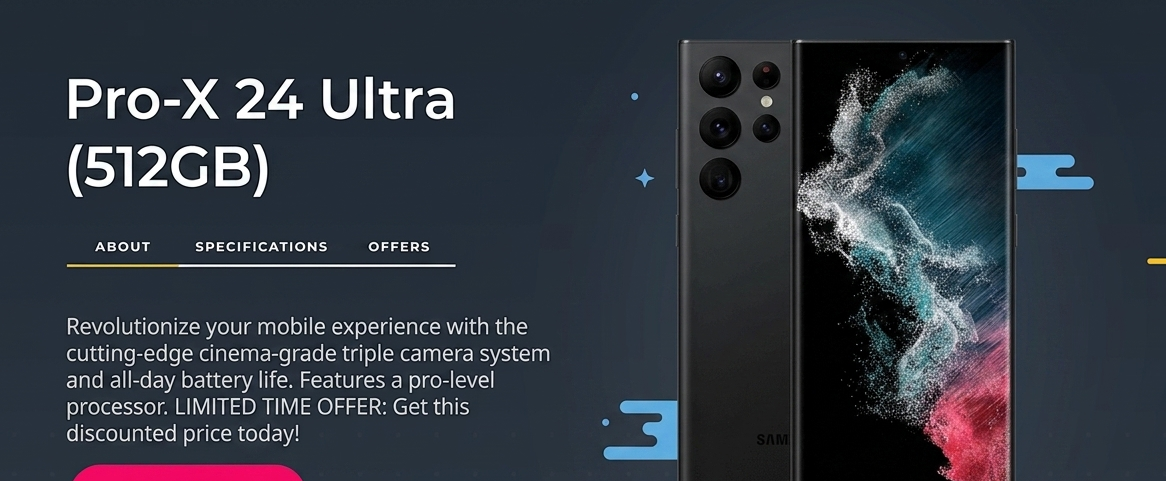 Pro-X 24 Ultra
(512GB)
ABOUT SPECIFICATIONS OFFERS
Revolutionize your mobile experience with the
cutting-edge cinema-grade triple camera system
and all-day battery life. Features a pro-level
processor. LIMITED TIME OFFER: Get this
discounted price today!
SAM